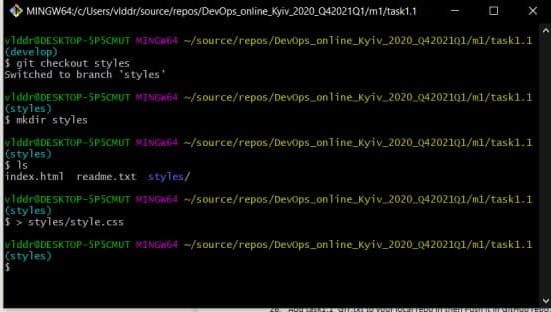 MINGW64:/c/Users/vlddr/source/repos/DevOps_online_Kyiv_2020_Q42021Q1/m1/task1.1
vlddr@DESKTOP-5P5CMUT MINGW64 ~/source/repos/DevOps_online_Kyiv_2020_Q42021Q1/m1/task1.1
(develop)
$ git checkout styles
Switched to branch 'styles'
vlddr@DESKTOP-5P5CMUT MINGW64 ~/source/repos/DevOps_online_Kyiv_2020_Q42021Q1/m1/task1.1
(styles)
$ mkdir styles
vlddr@DESKTOP-5P5CMUT MINGW64 ~/source/repos/DevOps_online_Kyiv_2020_Q42021Q1/m1/task1.1
(styles)
$ ls
index.html readme.txt styles/
vlddr@DESKTOP-5P5CMUT MINGW64 ~/source/repos/DevOps_online_Kyiv_2020_Q42021Q1/m1/task1.1
(styles)
$ > styles/style.css
vlddr@DESKTOP-5P5CMUT MINGW64 ~/source/repos/DevOps_online_Kyiv_2020_Q42021Q1/m1/task1.1
(styles)
$